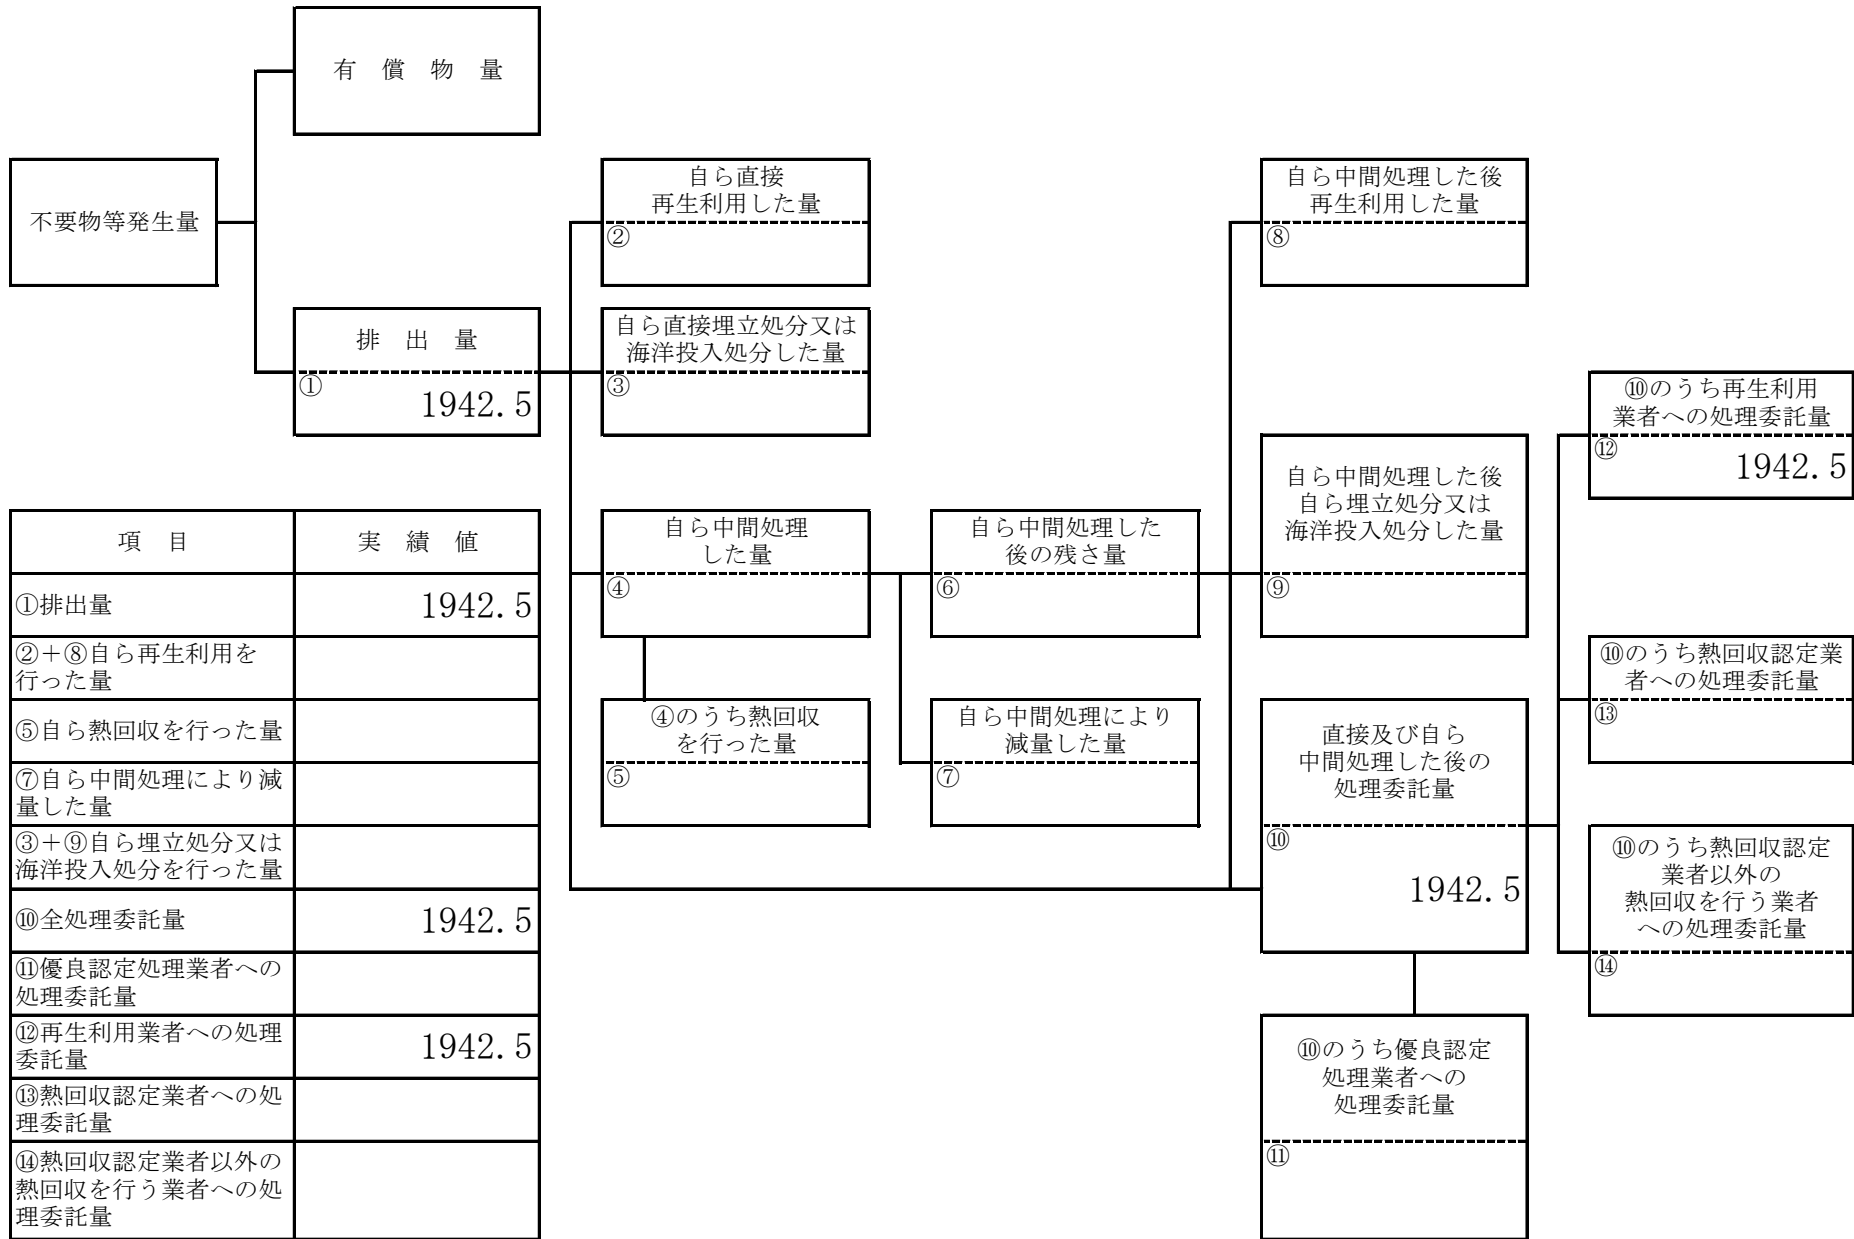 有　償　物　量
不要物等発生量
排　出　量
①
1942.5
自ら直接
再生利用した量
②
自ら直接埋立処分又は
海洋投入処分した量
③
自ら中間処理
した量
④
④のうち熱回収
を行った量
⑤
自ら中間処理した
後の残さ量
⑥
自ら中間処理により
減量した量
⑦
自ら中間処理した後
再生利用した量
⑧
自ら中間処理した後
自ら埋立処分又は
海洋投入処分した量
⑨
直接及び自ら
中間処理した後の
処理委託量
⑩
1942.5
⑩のうち優良認定
処理業者への
処理委託量
⑪
⑩のうち再生利用
業者への処理委託量
⑫
1942.5
⑩のうち熱回収認定業
者への処理委託量
⑬
⑩のうち熱回収認定
業者以外の
熱回収を行う業者
への処理委託量
⑭
項　目　実　績　値
①排出量　1942.5
②＋⑧自ら再生利用を
行った量
⑤自ら熱回収を行った量
⑦自ら中間処理により減
量した量
③＋⑨自ら埋立処分又は
海洋投入処分を行った量
⑩全処理委託量　1942.5
⑪優良認定処理業者への
処理委託量
⑫再生利用業者への処理
委託量　1942.5
⑬熱回収認定業者への処
理委託量
⑭熱回収認定業者以外の
熱回収を行う業者への処
理委託量